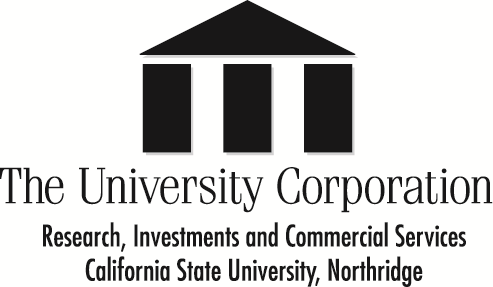 The University Corporation
Research, Investments and Commercial Services
California State University, Northridge